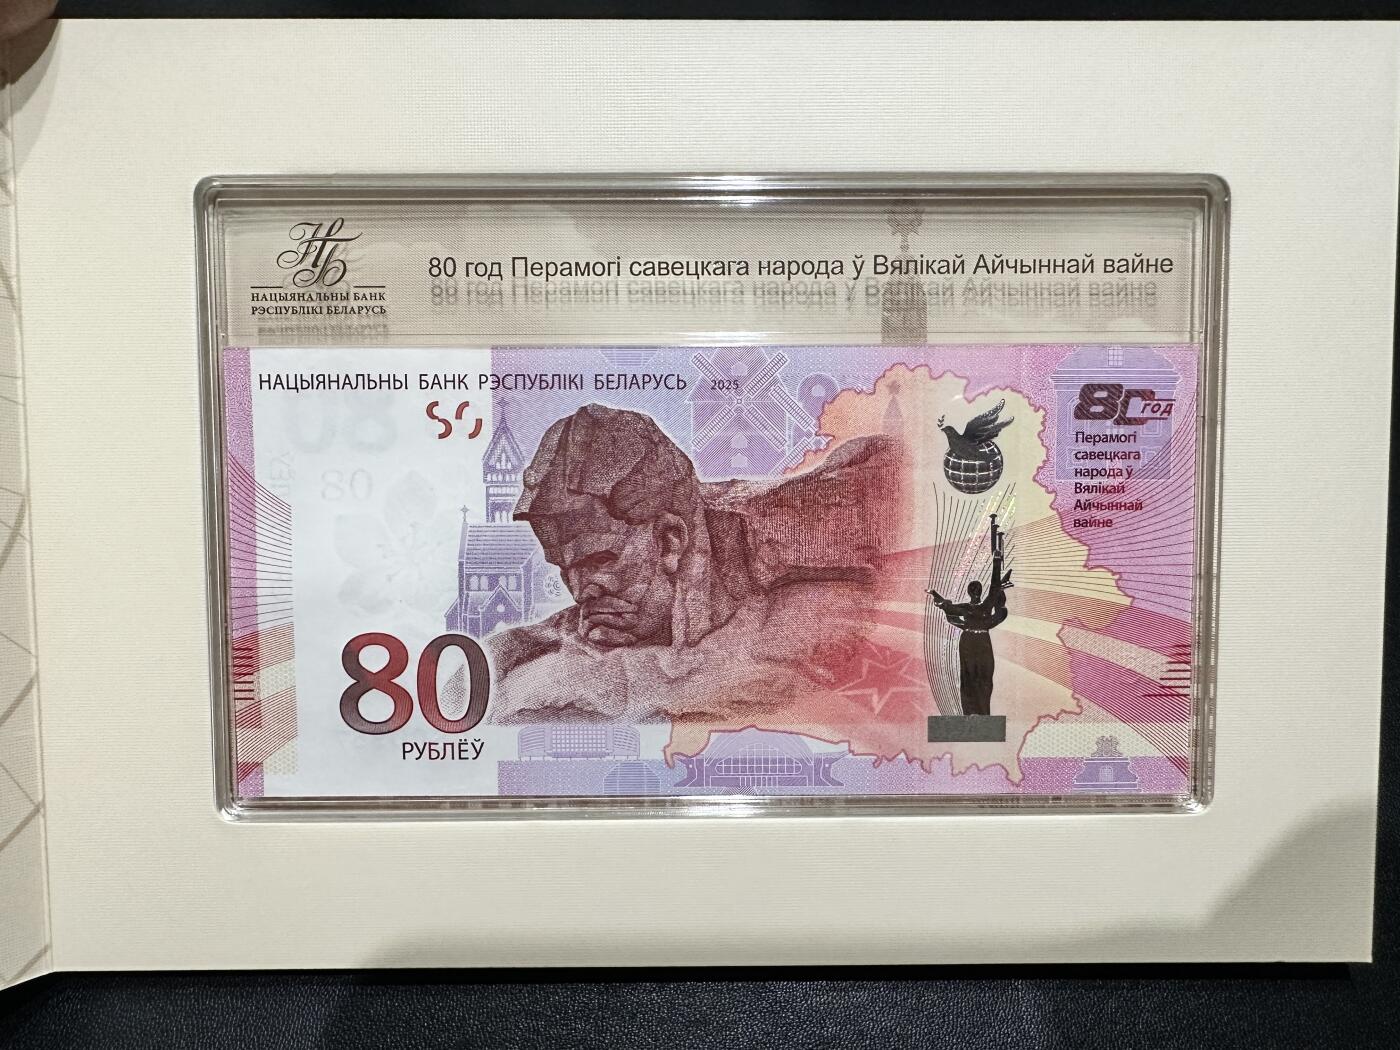 НБ
НАЦЫЯНАЛЬНЫ БАНК
РЭСПУБЛІКІ БЕЛАРУСЬ
80 год Перамогі савецкага народа ў Вялікай Айчыннай вайне
НАЦЫЯНАЛЬНЫ БАНК РЭСПУБЛІКІ БЕЛАРУСЬ 2025
80
80 год
Перамогі
савецкага
народа ў
Вялікай
Айчыннай
вайне
80
РУБЛЁЎ